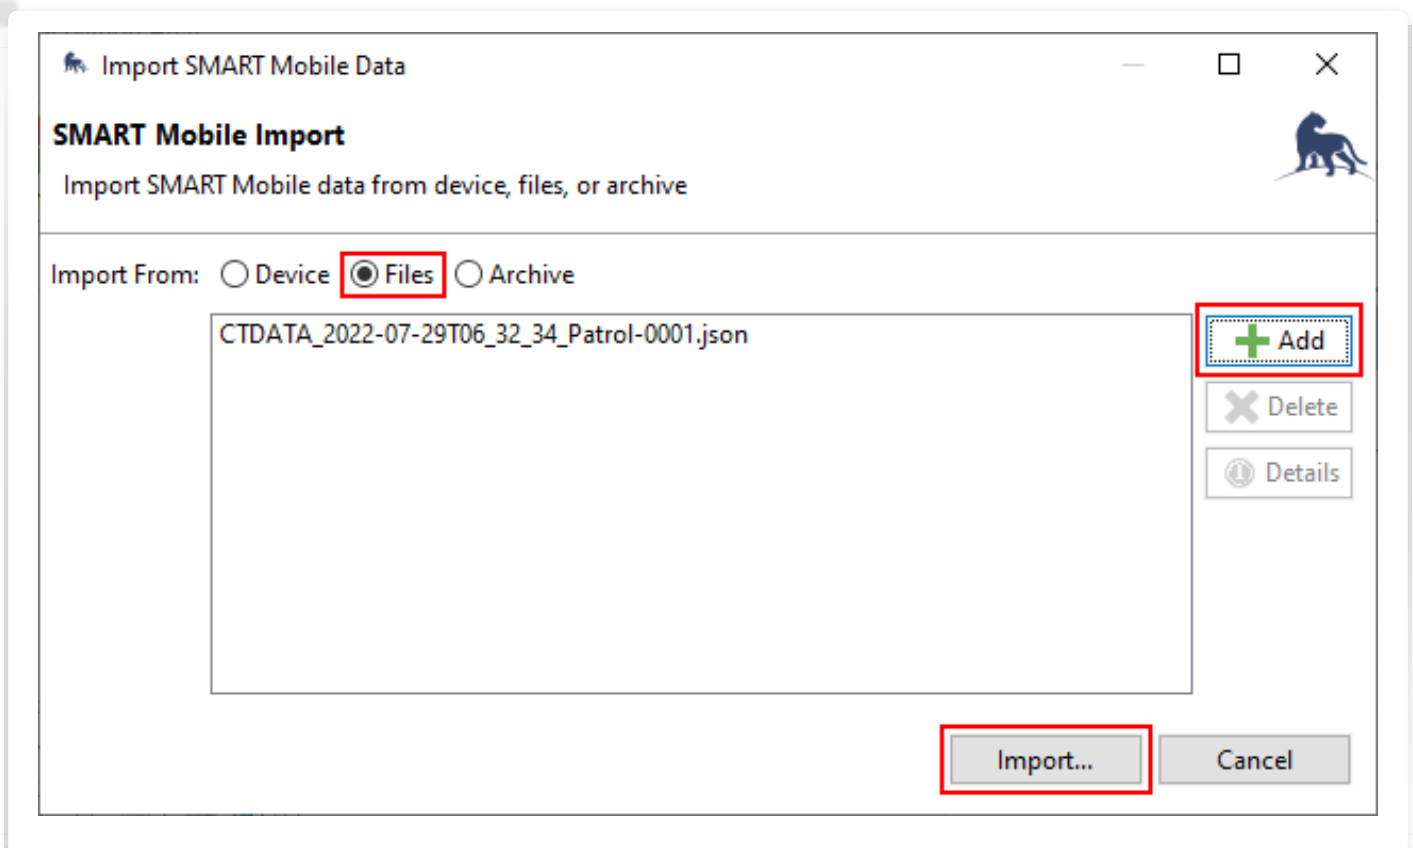 Import SMART Mobile Data
SMART Mobile Import
Import SMART Mobile data from device, files, or archive
Import From: Device Files Archive
CTDATA_2022-07-29T06_32_34_Patrol-0001.json
Add
Delete
Details
Import...
Cancel